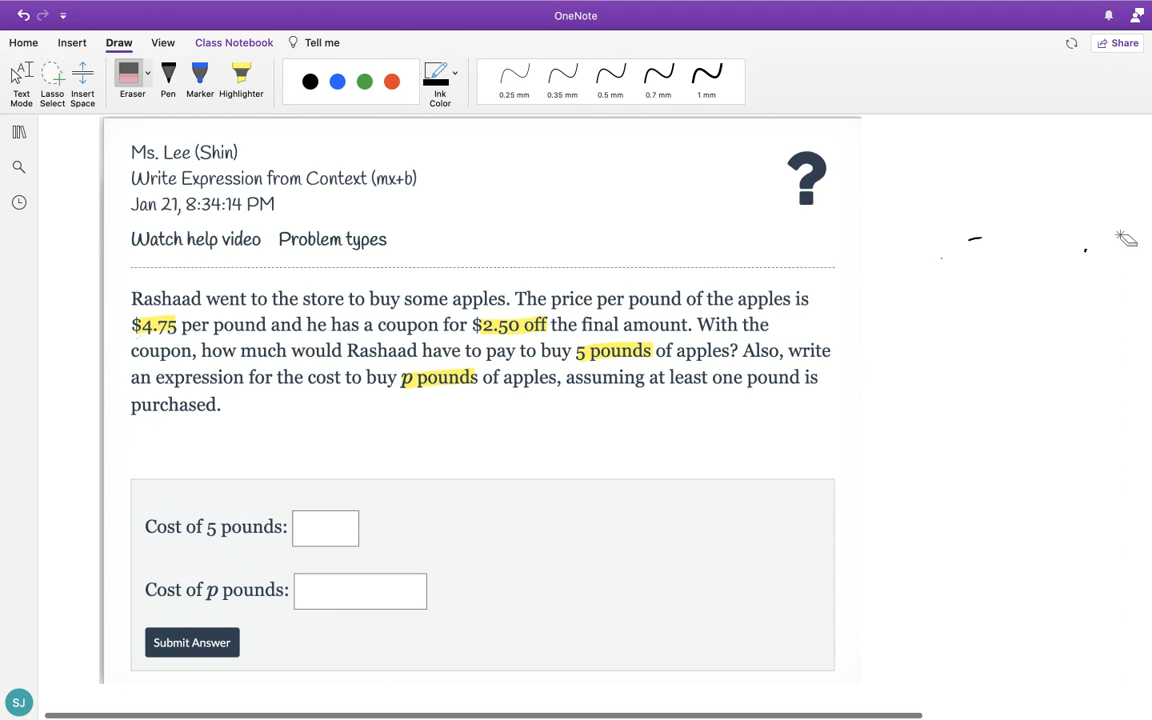 OneNote
Home Insert Draw View Class Notebook Tell me Share
Text Mode
Lasso Select
Insert Space
Eraser
Pen
Marker
Highlighter
Ink Color
0.25 mm 0.35 mm 0.5 mm 0.7 mm 1 mm
Ms. Lee (Shin)
Write Expression from Context (mx+b)
Jan 21, 8:34:14 PM
?
Watch help video Problem types
Rashaad went to the store to buy some apples. The price per pound of the apples is
$4.75 per pound and he has a coupon for $2.50 off the final amount. With the
coupon, how much would Rashaad have to pay to buy 5 pounds of apples? Also, write
an expression for the cost to buy p pounds of apples, assuming at least one pound is
purchased.
Cost of 5 pounds:
Cost of p pounds:
Submit Answer
SJ